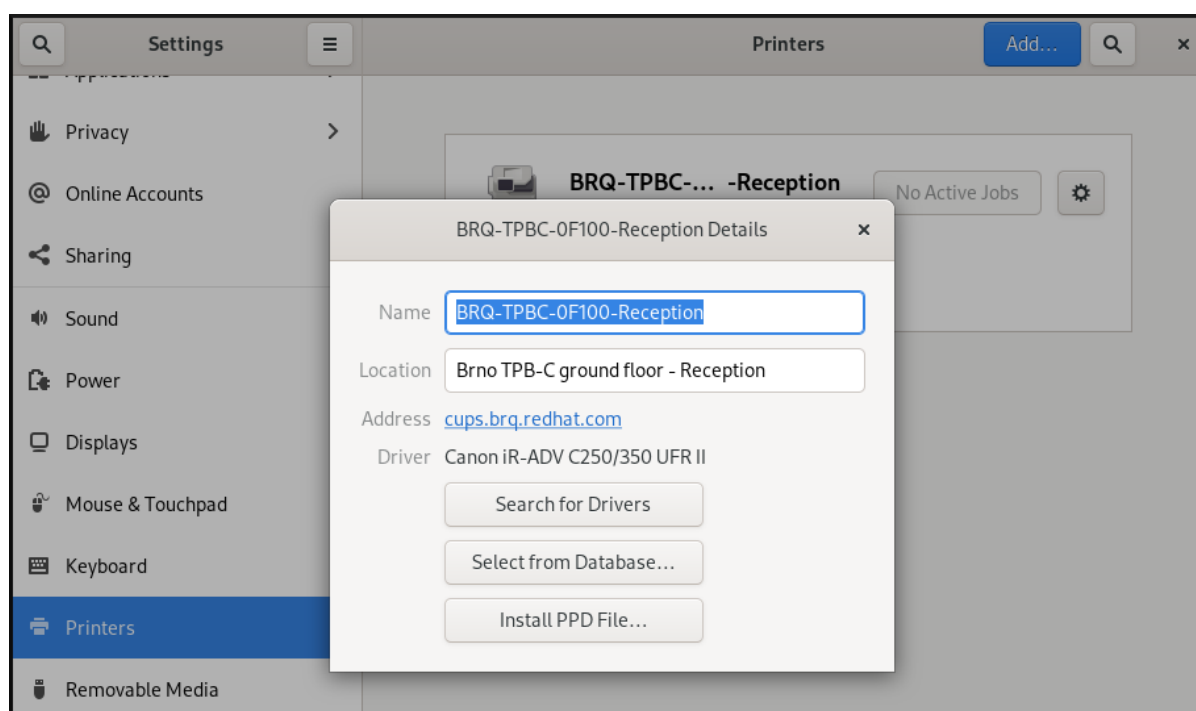 Settings
Printers
Add...
Applications
Privacy
Online Accounts
Sharing
Sound
Power
Displays
Mouse & Touchpad
Keyboard
Printers
Removable Media
BRQ-TPBC-... -Reception
No Active Jobs
BRQ-TPBC-0F100-Reception Details
Name BRQ-TPBC-0F100-Reception
Location Brno TPB-C ground floor - Reception
Address cups.brq.redhat.com
Driver Canon iR-ADV C250/350 UFR II
Search for Drivers
Select from Database...
Install PPD File...